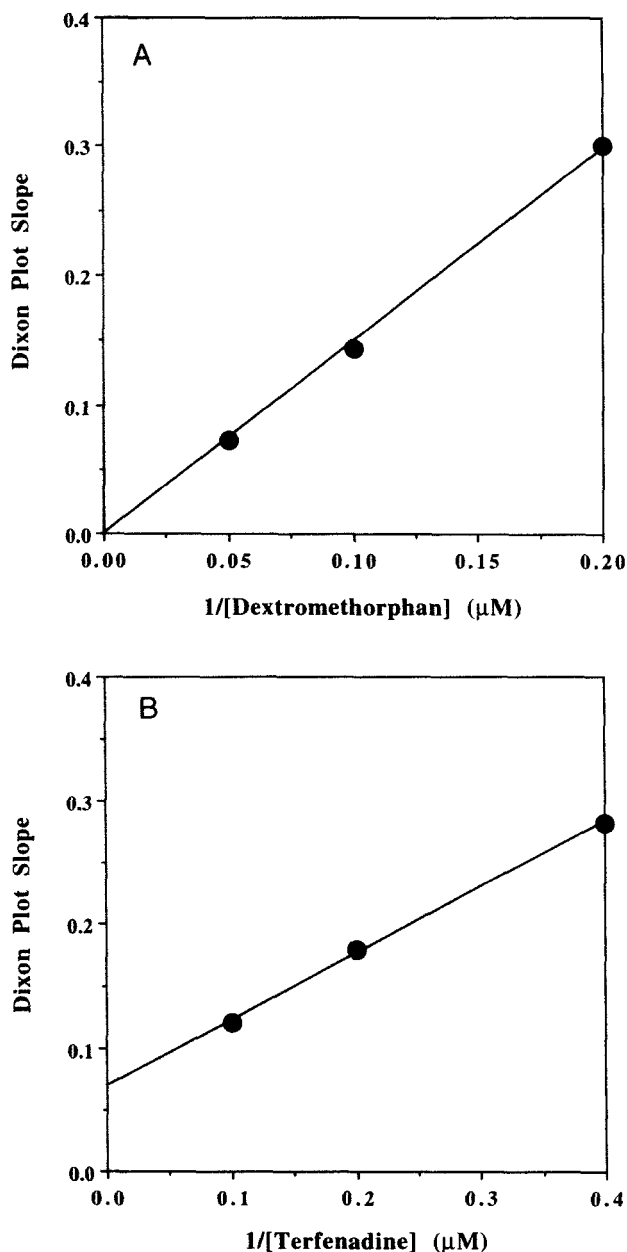 A
Dixon Plot Slope
0.4
0.3
0.2
0.1
0.0
0.00 0.05 0.10 0.15 0.20
1/[Dextromethorphan] (μM)
B
Dixon Plot Slope
0.4
0.3
0.2
0.1
0.0
0.0 0.1 0.2 0.3 0.4
1/[Terfenadine] (μM)